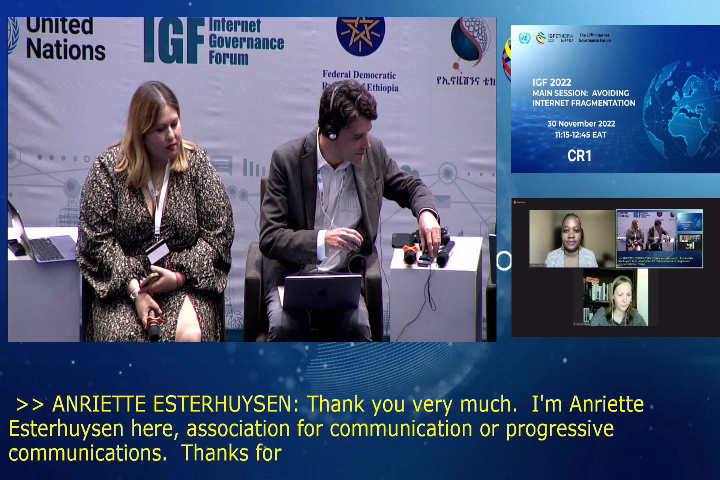 United
Nations
IGF
Internet
Governance
Forum
Federal Democratic
IGF 2022
MAIN SESSION: AVOIDING
INTERNET FRAGMENTATION
30 November 2022
11:15-12:45 EAT
CR1
>> ANRIETTE ESTERHUYSEN: Thank you very much. I'm Anriette
Esterhuysen here, association for communication or progressive
communications. Thanks for